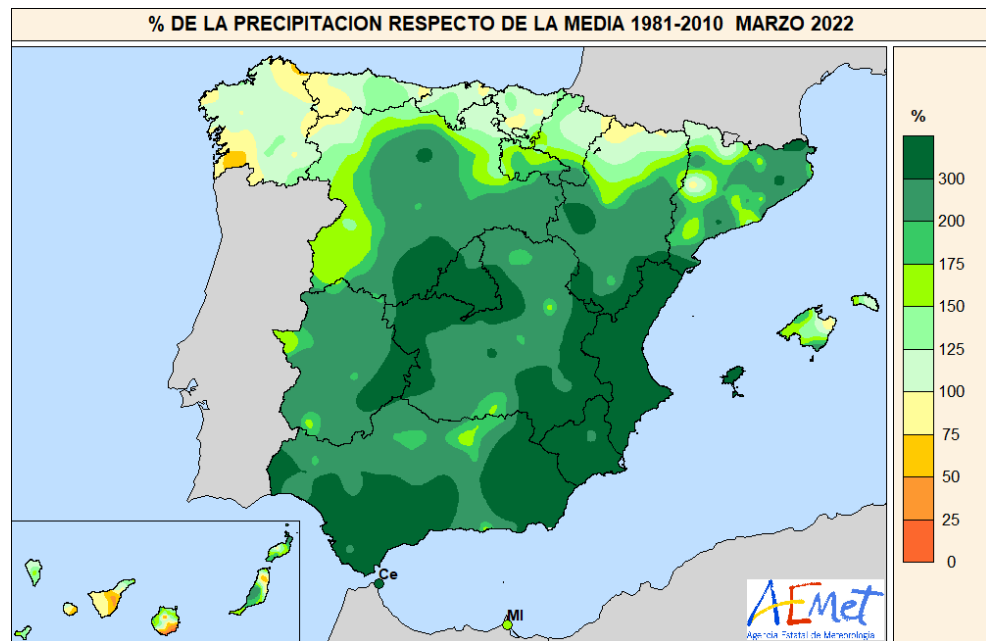 % DE LA PRECIPITACION RESPECTO DE LA MEDIA 1981-2010 MARZO 2022
%
300
200
175
150
125
100
75
50
25
0
Ce
Ml
AEMet
Agencia Estatal de Meteorología